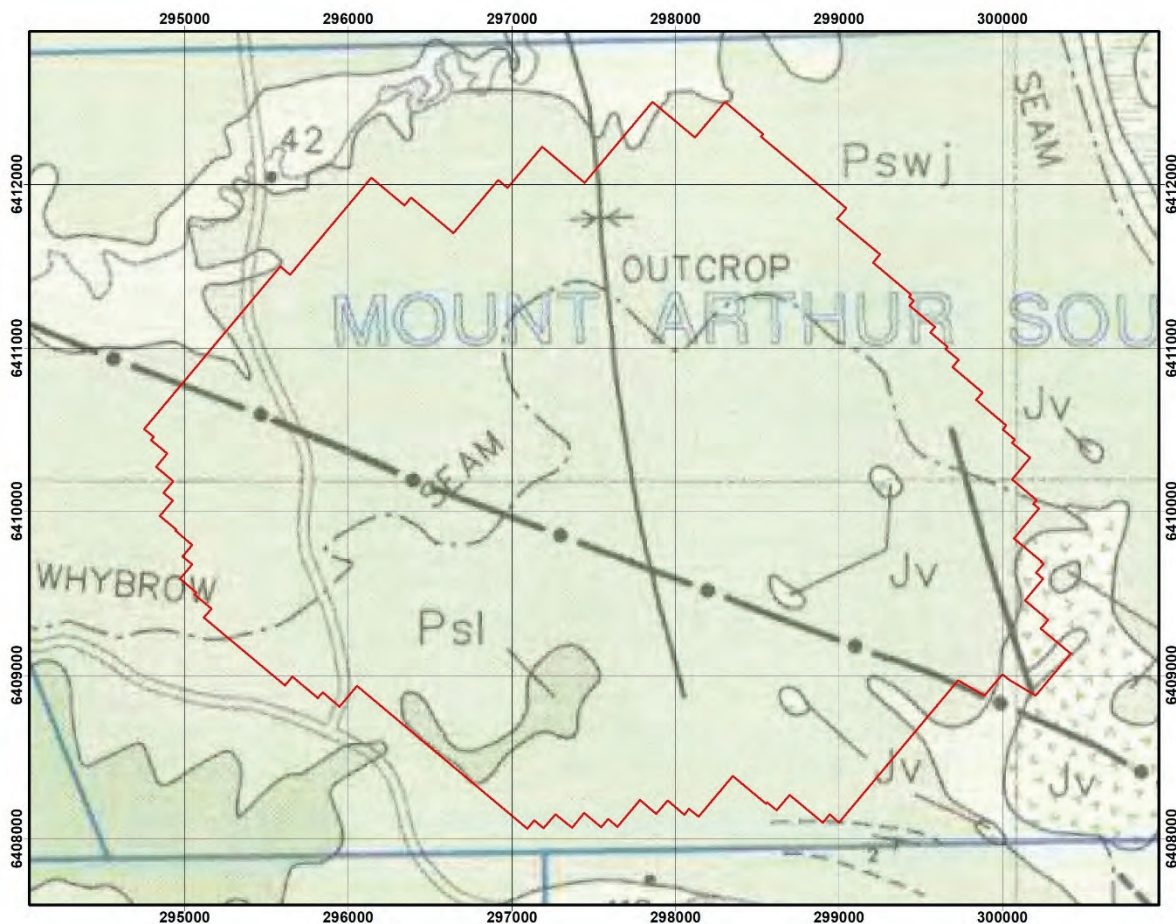 295000 296000 297000 298000 299000 300000
42
SEAM
Pswj
6412000 6412000
OUTCROP
MOUNT ARTHUR SOU
6411000 6411000
Jv
SEAM
6410000 6410000
WHYBROW
Jv
Psl
6409000 6409000
Jv
Jv
6408000 6408000
2
295000 296000 297000 298000 299000 300000